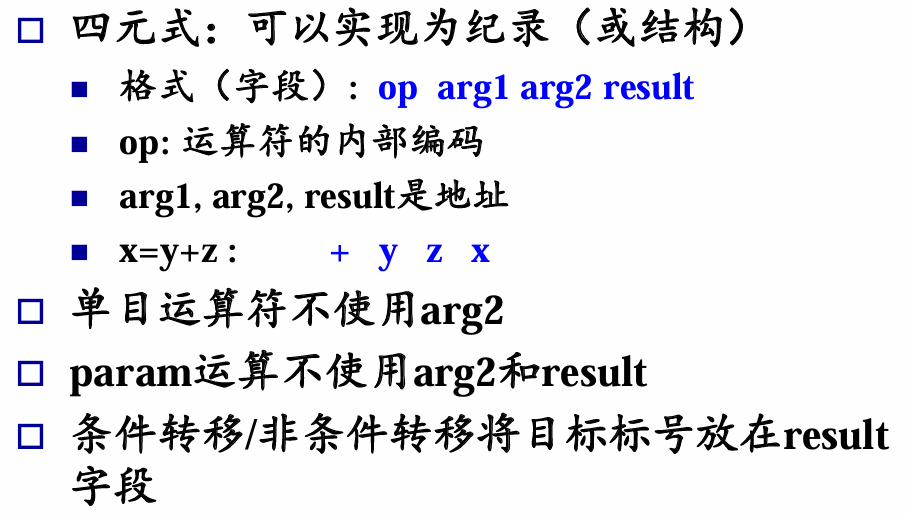 四元式：可以实现为纪录（或结构）
格式（字段）: op arg1 arg2 result
op: 运算符的内部编码
arg1, arg2, result是地址
x=y+z : + y z x
单目运算符不使用arg2
param运算不使用arg2和result
条件转移/非条件转移将目标标号放在result
字段